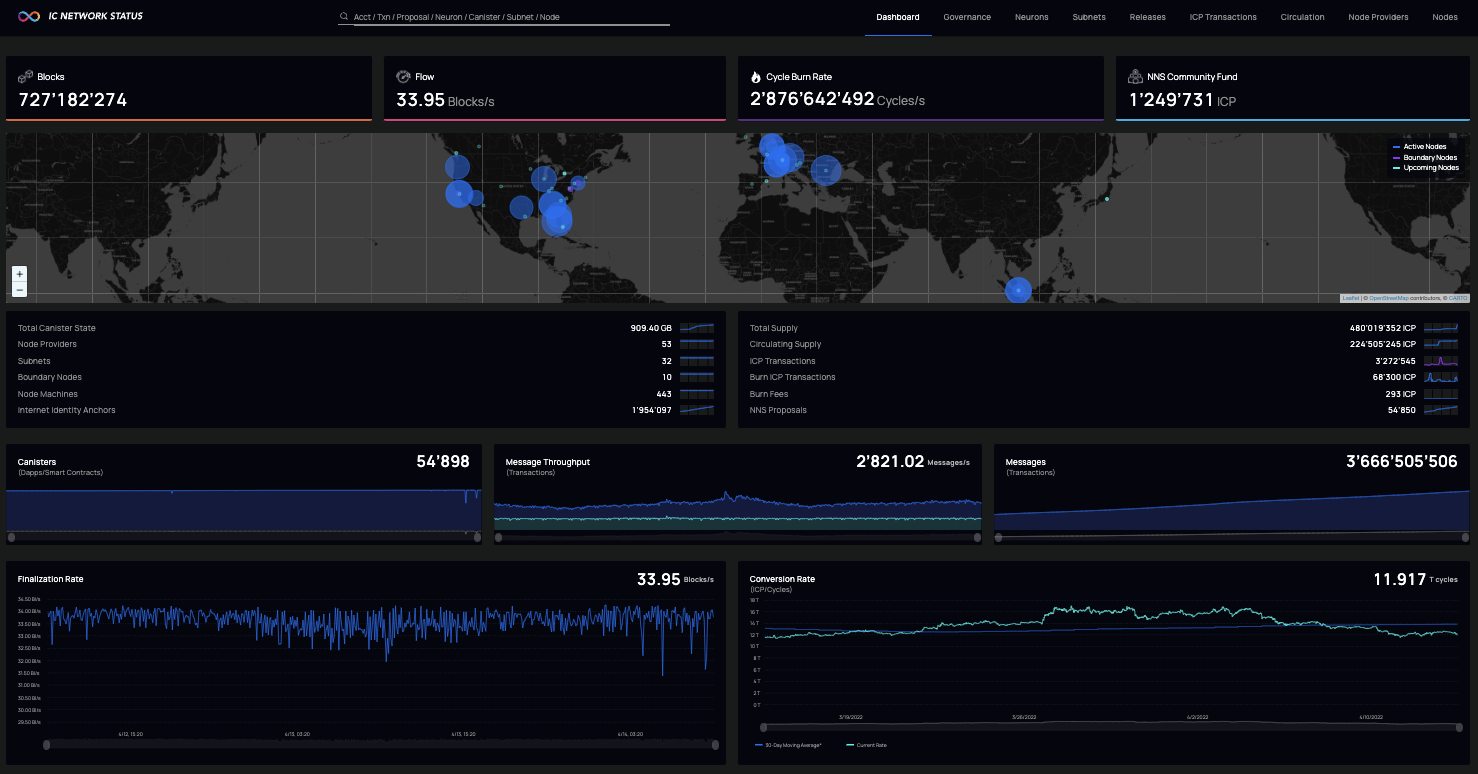 IC NETWORK STATUS
Acct / Txn / Proposal / Neuron / Canister / Subnet / Node
Dashboard
Governance
Neurons
Subnets
Releases
ICP Transactions
Circulation
Node Providers
Nodes
Blocks
727'182'274
Flow
33.95 Blocks/s
Cycle Burn Rate
2'876'642'492 Cycles/s
NNS Community Fund
1'249'731 ICP
Active Nodes
Boundary Nodes
Upcoming Nodes
+
−
Leaflet | © OpenStreetMap contributors, © CARTO
Total Canister State 909.40 GB
Node Providers 53
Subnets 32
Boundary Nodes 10
Node Machines 443
Internet Identity Anchors 1'954'097
Total Supply 480'019'352 ICP
Circulating Supply 224'505'245 ICP
ICP Transactions 3'272'545
Burn ICP Transactions 68'300 ICP
Burn Fees 293 ICP
NNS Proposals 54'850
Canisters 54'898
(Dapps/Smart Contracts)
Message Throughput 2'821.02 Messages/s
(Transactions)
Messages 3'666'505'506
(Transactions)
Finalization Rate 33.95 Blocks/s
34.50 Bl/s
34.00 Bl/s
33.50 Bl/s
33.00 Bl/s
32.50 Bl/s
32.00 Bl/s
31.50 Bl/s
31.00 Bl/s
30.50 Bl/s
30.00 Bl/s
29.50 Bl/s
4/12, 15:20
4/13, 03:20
4/13, 15:20
4/14, 03:20
Conversion Rate 11.917 T cycles
(ICP/Cycles)
18 T
16 T
14 T
12 T
10 T
8 T
6 T
4 T
2 T
0 T
3/19/2022
3/26/2022
4/2/2022
4/10/2022
30-Day Moving Average*
Current Rate